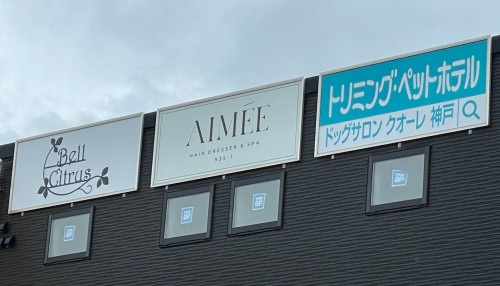 Bell
Citrus
AIMÉE
HAIR DRESSER & SPA
トリミング・ペットホテル
ドッグサロン クオーレ 神戸